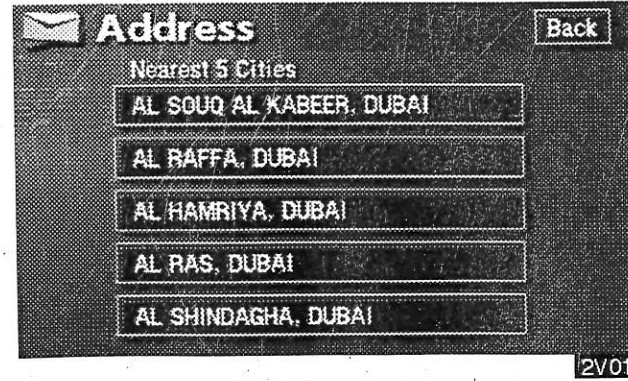 Address
Back
Nearest 5 Cities
AL SOUQ AL KABEER, DUBAI
AL RAFFA, DUBAI
AL HAMRIYA, DUBAI
AL RAS, DUBAI
AL SHINDAGHA, DUBAI